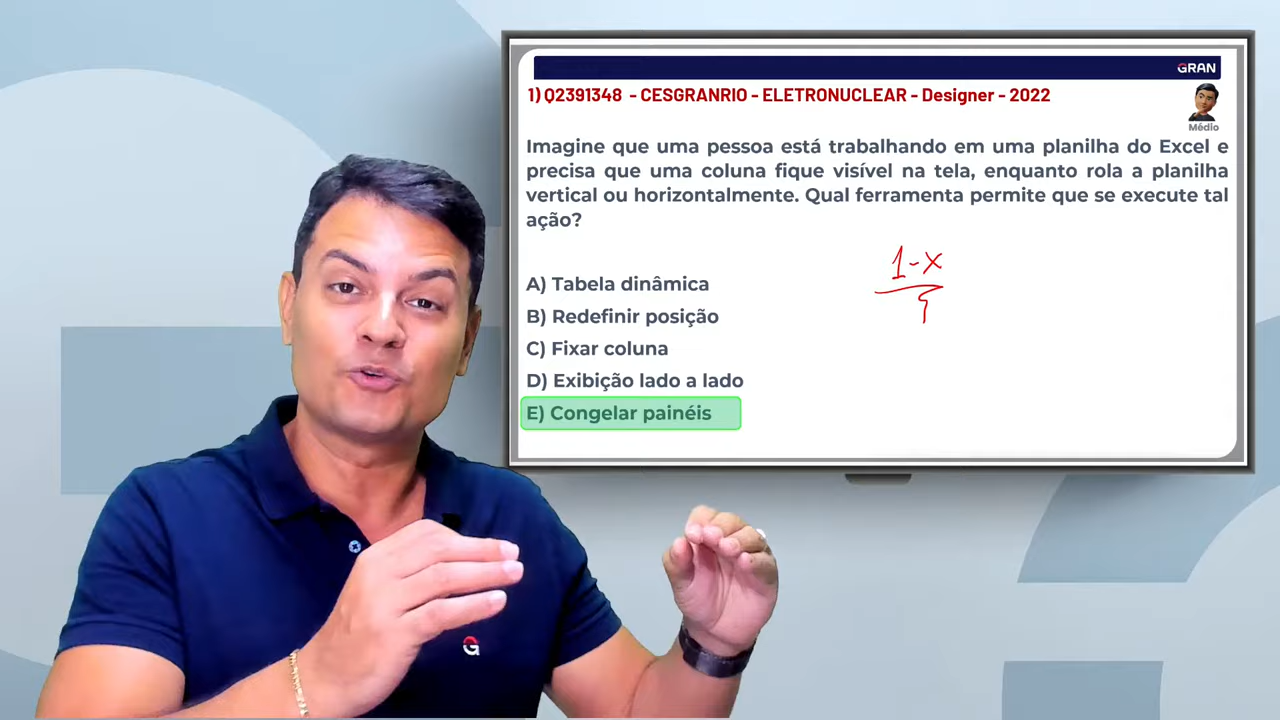 GRAN
1) Q2391348 - CESGRANRIO - ELETRONUCLEAR - Designer - 2022
Médio
Imagine que uma pessoa está trabalhando em uma planilha do Excel e
precisa que uma coluna fique visível na tela, enquanto rola a planilha
vertical ou horizontalmente. Qual ferramenta permite que se execute tal
ação?
1-x
A) Tabela dinâmica
B) Redefinir posição
C) Fixar coluna
D) Exibição lado a lado
E) Congelar painéis
G